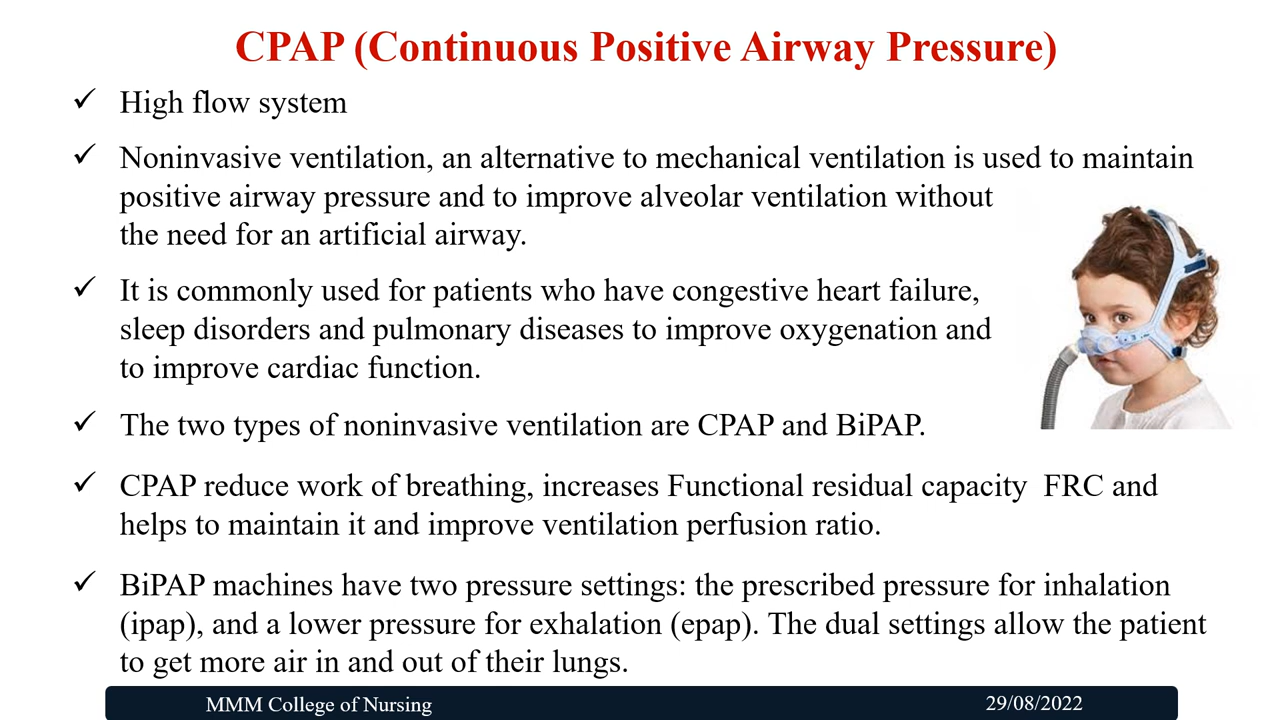 CPAP (Continuous Positive Airway Pressure)
✓ High flow system
✓ Noninvasive ventilation, an alternative to mechanical ventilation is used to maintain
positive airway pressure and to improve alveolar ventilation without
the need for an artificial airway.
✓ It is commonly used for patients who have congestive heart failure,
sleep disorders and pulmonary diseases to improve oxygenation and
to improve cardiac function.
✓ The two types of noninvasive ventilation are CPAP and BiPAP.
✓ CPAP reduce work of breathing, increases Functional residual capacity  FRC and
helps to maintain it and improve ventilation perfusion ratio.
✓ BiPAP machines have two pressure settings: the prescribed pressure for inhalation
(ipap), and a lower pressure for exhalation (epap). The dual settings allow the patient
to get more air in and out of their lungs.
MMM College of Nursing
29/08/2022